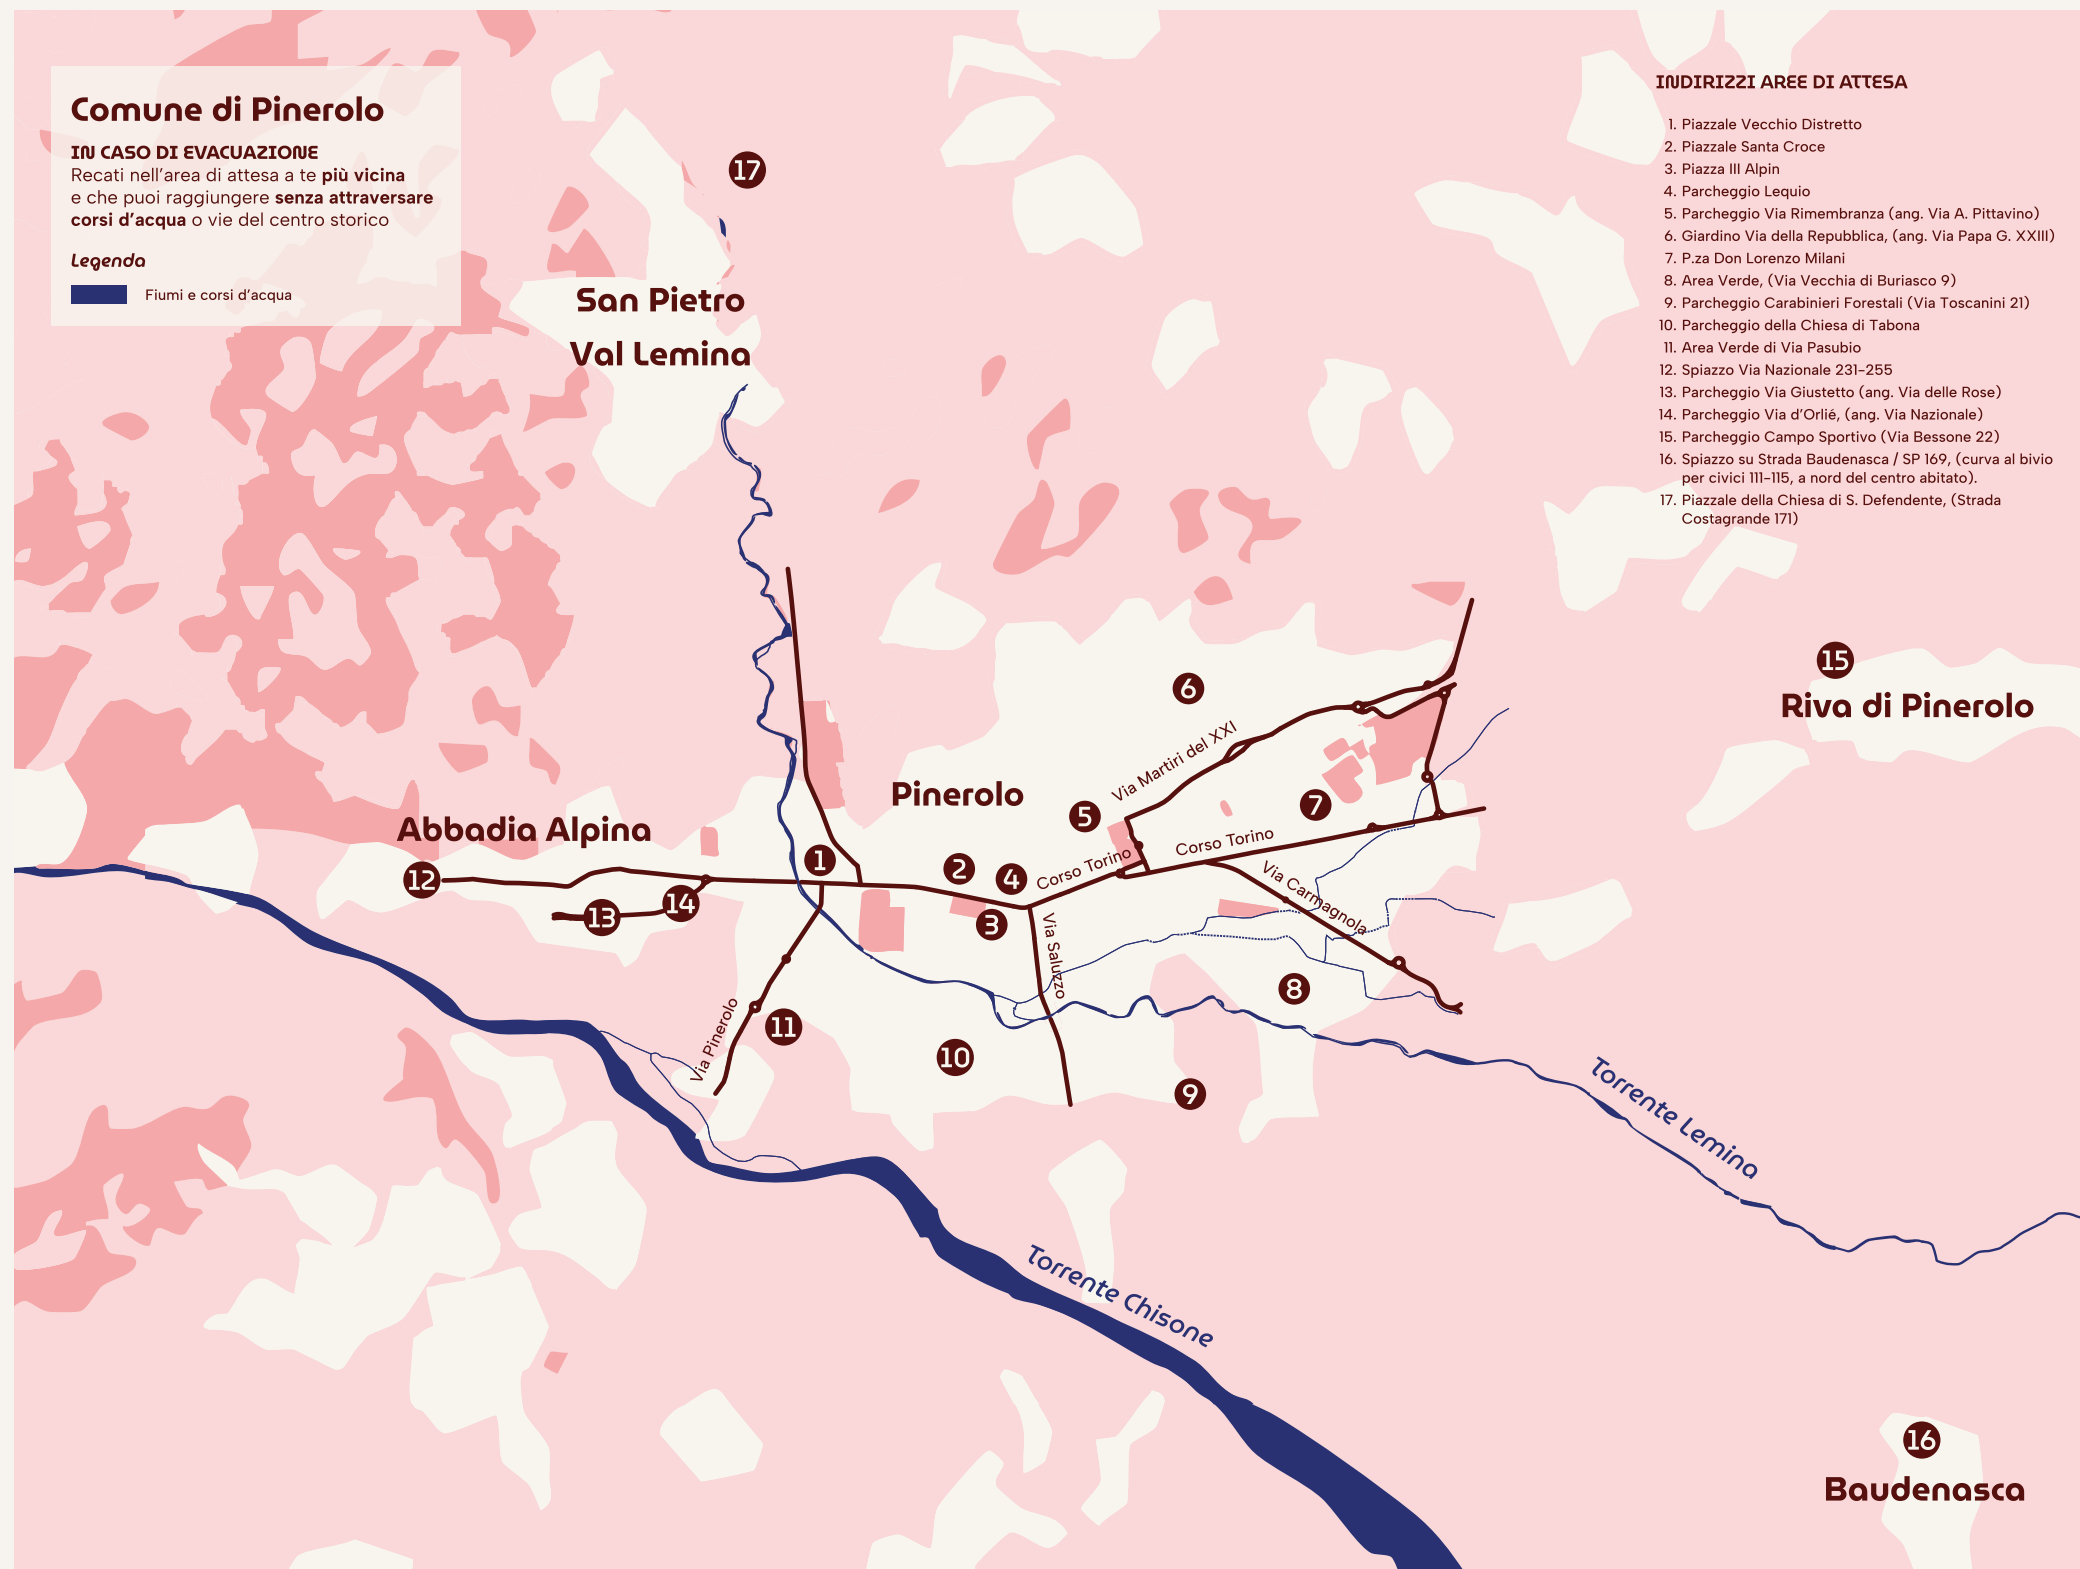 Comune di Pinerolo
IN CASO DI EVACUAZIONE
Recati nell'area di attesa a te più vicina
e che puoi raggiungere senza attraversare
corsi d'acqua o vie del centro storico
Legenda
Fiumi e corsi d'acqua
INDIRIZZI AREE DI ATTESA
1. Piazzale Vecchio Distretto
2. Piazzale Santa Croce
3. Piazza III Alpin
4. Parcheggio Lequio
5. Parcheggio Via Rimembranza (ang. Via A. Pittavino)
6. Giardino Via della Repubblica, (ang. Via Papa G. XXIII)
7. P.za Don Lorenzo Milani
8. Area Verde, (Via Vecchia di Buriasco 9)
9. Parcheggio Carabinieri Forestali (Via Toscanini 21)
10. Parcheggio della Chiesa di Tabona
11. Area Verde di Via Pasubio
12. Spiazzo Via Nazionale 231-255
13. Parcheggio Via Giustetto (ang. Via delle Rose)
14. Parcheggio Via d'Orlié, (ang. Via Nazionale)
15. Parcheggio Campo Sportivo (Via Bessone 22)
16. Spiazzo su Strada Baudenasca / SP 169, (curva al bivio
per civici 111-115, a nord del centro abitato).
17. Piazzale della Chiesa di S. Defendente, (Strada
Costagrande 171)
17
San Pietro
Val Lemina
15
Riva di Pinerolo
6
Via Martiri del XXI
Pinerolo
5
7
Abbadia Alpina
Corso Torino
1
2
4
Corso Torino
Via Carmagnola
12
13
14
3
Via Saluzzo
8
Via Pinerolo
11
10
9
Torrente Lemina
Torrente Chisone
16
Baudenasca